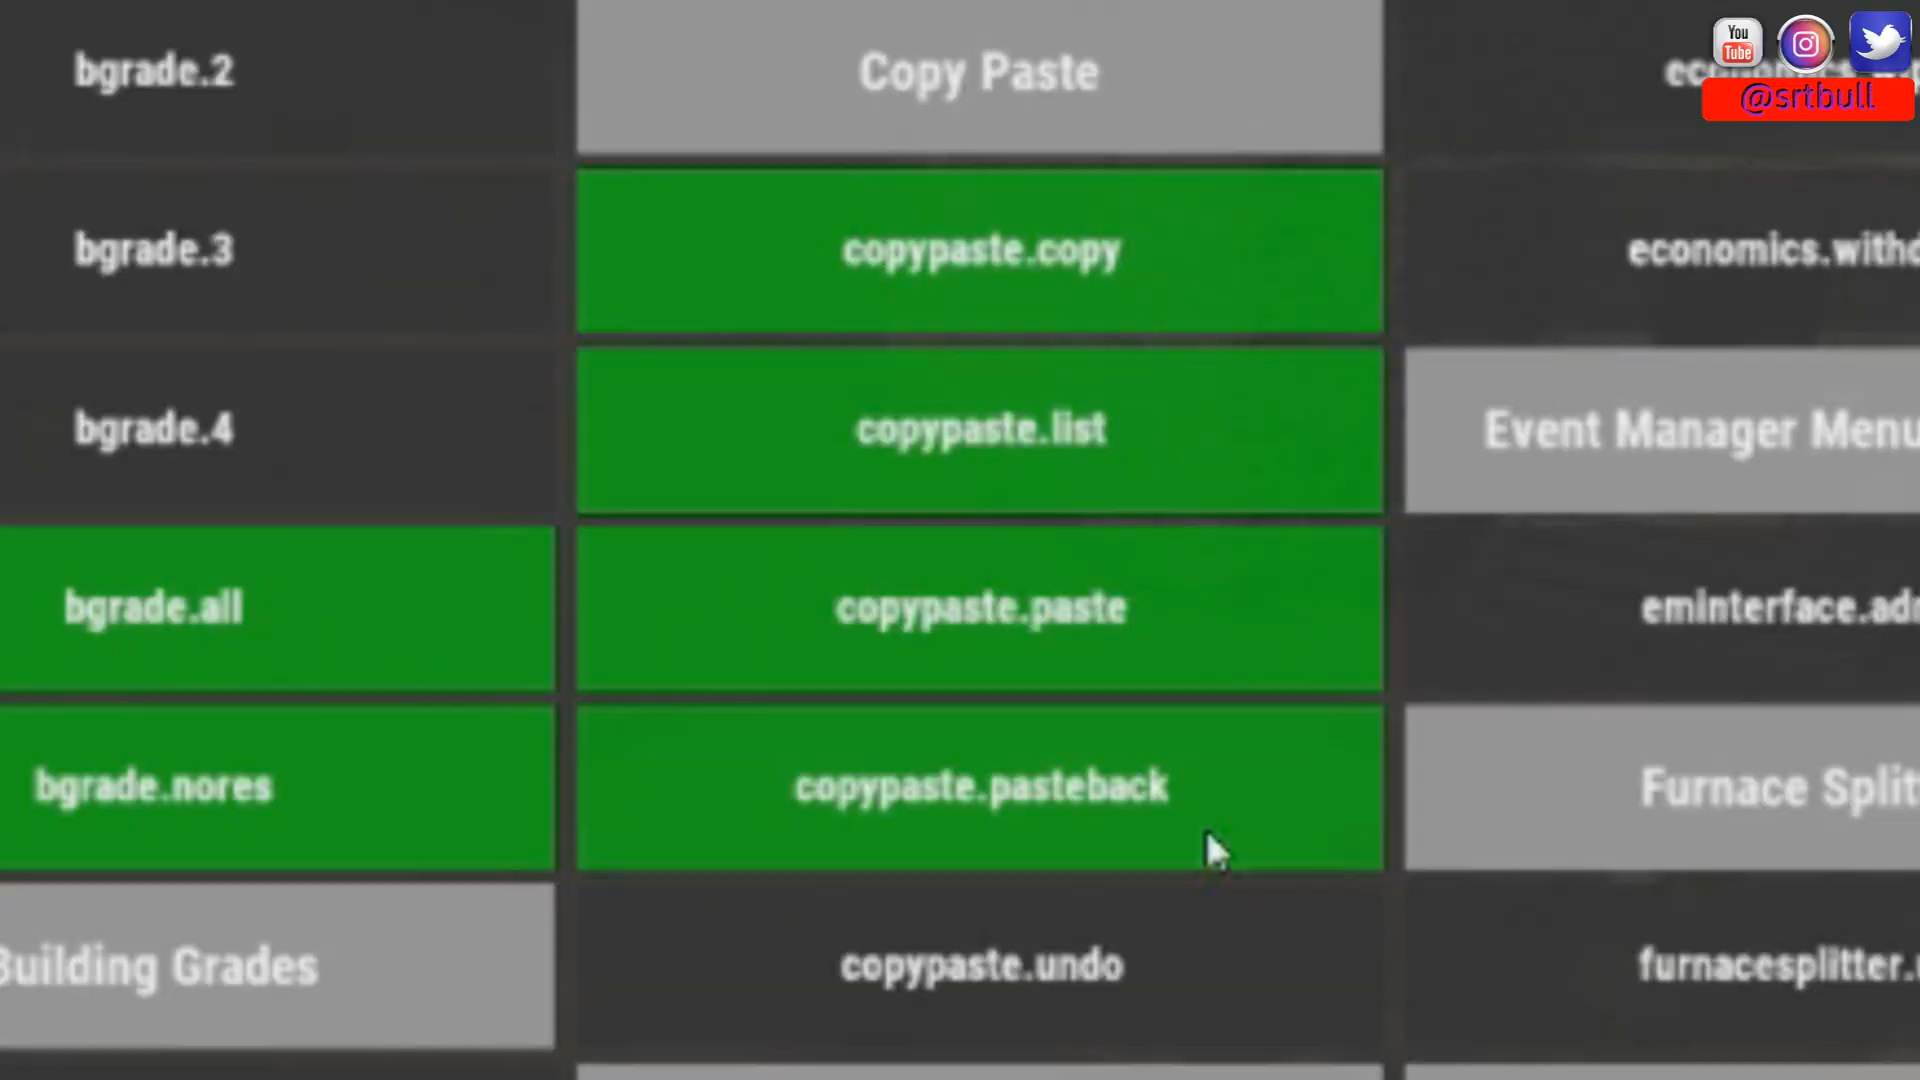 bgrade.2
bgrade.3
bgrade.4
bgrade.all
bgrade.nores
Building Grades
Copy Paste
copypaste.copy
copypaste.list
copypaste.paste
copypaste.pasteback
copypaste.undo
Event Manager Menu
Furnace
You
Tube
@srtbull